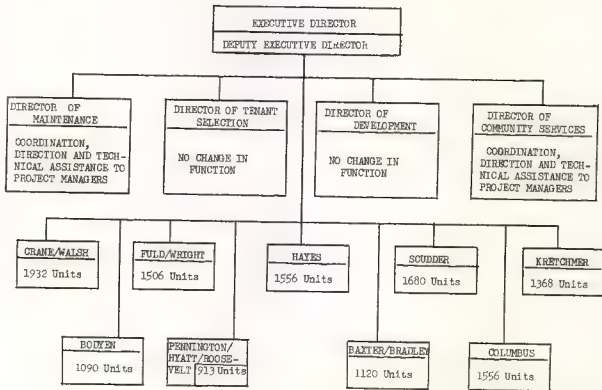 EXECUTIVE DIRECTOR
DEPUTY EXECUTIVE DIRECTOR
DIRECTOR OF
MAINTENANCE
COORDINATION,
DIRECTION AND TECH-
NICAL ASSISTANCE TO
PROJECT MANAGERS
DIRECTOR OF TENANT
SELECTION
NO CHANGE IN
FUNCTION
DIRECTOR OF
DEVELOPMENT
NO CHANGE IN
FUNCTION
DIRECTOR OF
COMMUNITY SERVICES
COORDINATION,
DIRECTION AND TECH-
NICAL ASSISTANCE TO
PROJECT MANAGERS
CRANE/WALSH
1932 Units
FULD/WRIGHT
1506 Units
HAYES
1556 Units
SCUDDER
1680 Units
KRETCHMER
1368 Units
BODYEN
1090 Units
PENNINGTON/
HYATT/ROOSE-
VELT 913 Units
BAXTER/BRADLEY
1120 Units
COLUMBUS
1556 Units